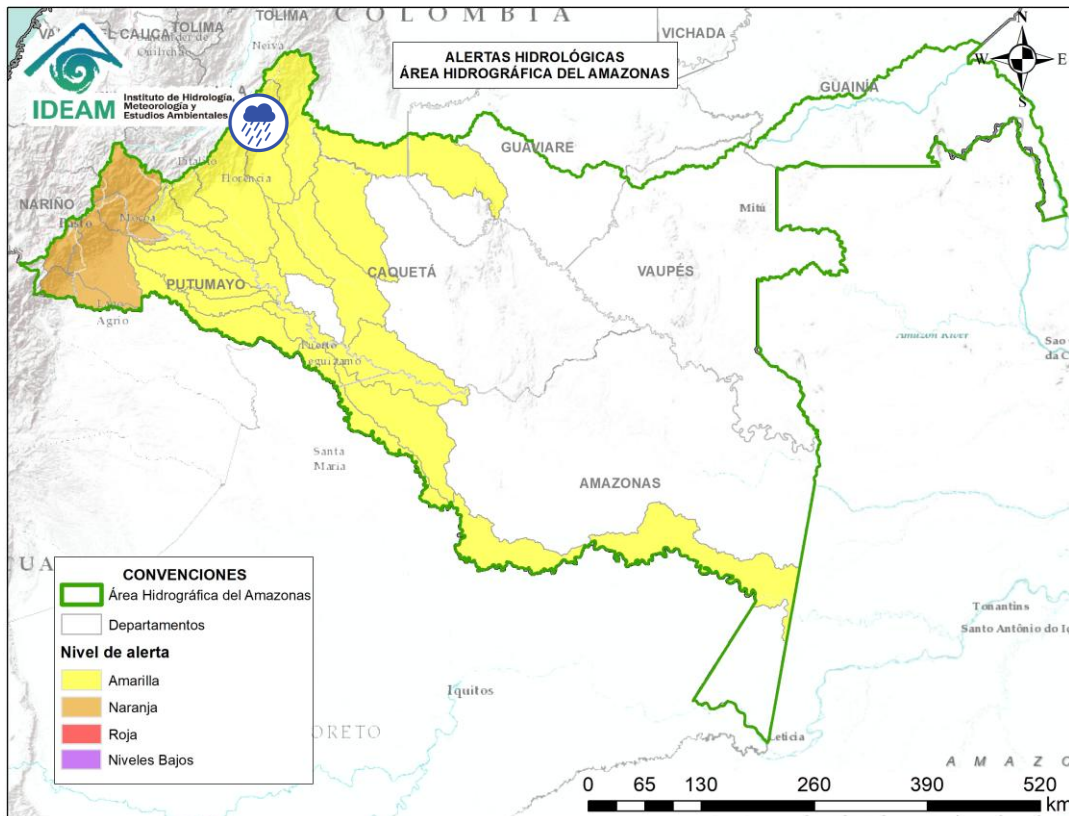 COLOMBIA
TOLIMA
TOLIMA
VICHADA
Neiva
IDEAM
Instituto de Hidrología,
Meteorología y
Estudios Ambientales
ALERTAS HIDROLÓGICAS
ÁREA HIDROGRÁFICA DEL AMAZONAS
N
W
E
S
GUAINÍA
GUAVIARE
Florencia
NARIÑO
Mocoa
Mitú
CAQUETÁ
VAUPÉS
PUTUMAYO
Agrio
Amazon River
Puerto
Santa
María
AMAZONAS
CONVENCIONES
Área Hidrográfica del Amazonas
Departamentos
Nivel de alerta
Amarilla
Naranja
Roja
Niveles Bajos
Iquitos
Tonantins
Santo Antônio do
Leticia
0 65 130 260 390 520
km